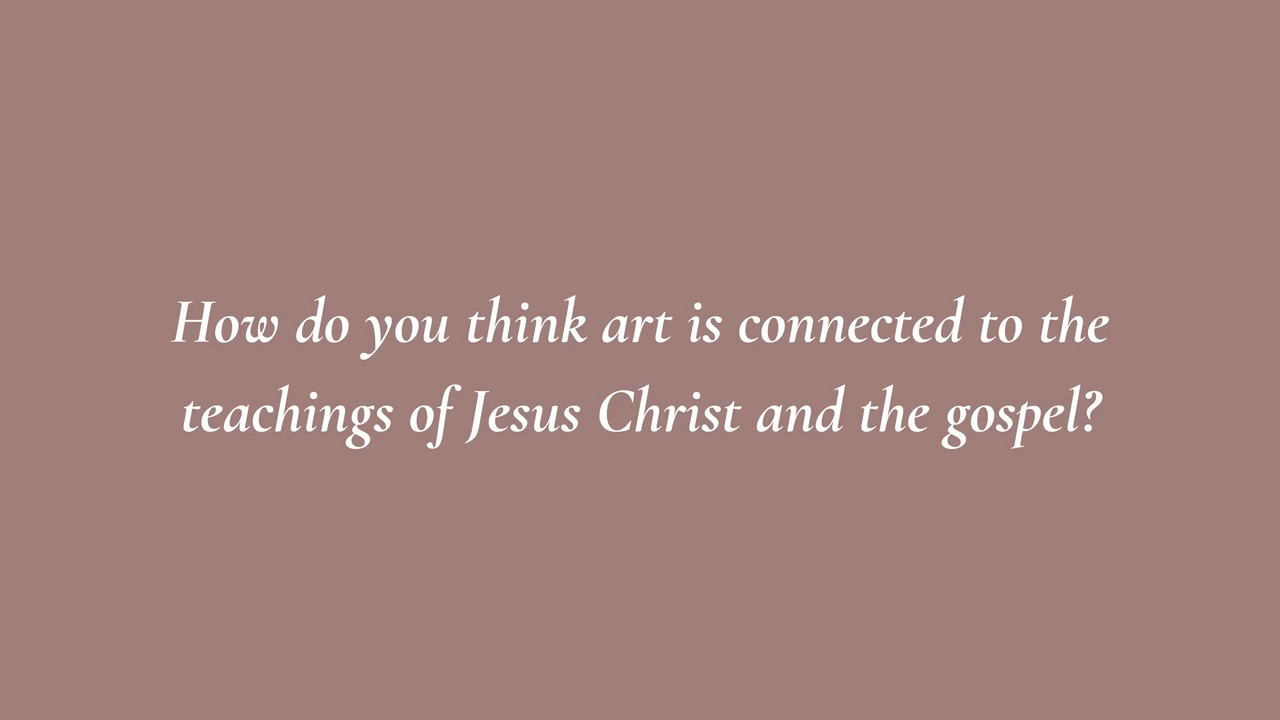 How do you think art is connected to the
teachings of Jesus Christ and the gospel?